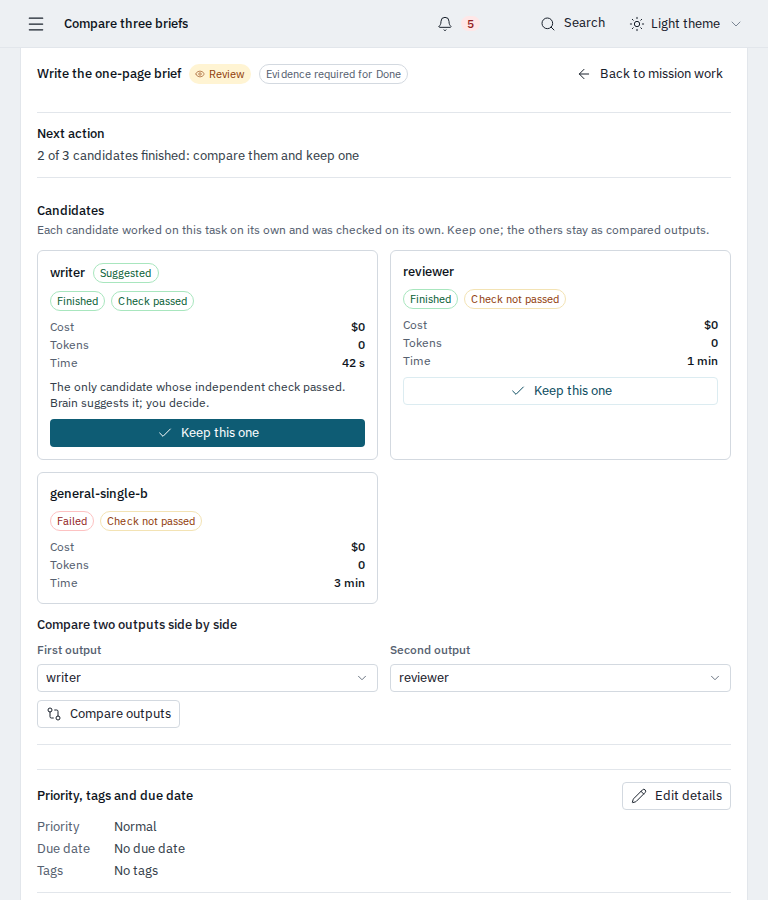 Compare three briefs
5
Search
Light theme
Write the one-page brief
Review
Evidence required for Done
Back to mission work
Next action
2 of 3 candidates finished: compare them and keep one
Candidates
Each candidate worked on this task on its own and was checked on its own. Keep one; the others stay as compared outputs.
writer
Suggested
Finished
Check passed
Cost $0
Tokens 0
Time 42 s
The only candidate whose independent check passed.
Brain suggests it; you decide.
Keep this one
reviewer
Finished
Check not passed
Cost $0
Tokens 0
Time 1 min
Keep this one
general-single-b
Failed
Check not passed
Cost $0
Tokens 0
Time 3 min
Compare two outputs side by side
First output
writer
Second output
reviewer
Compare outputs
Priority, tags and due date
Edit details
Priority Normal
Due date No due date
Tags No tags